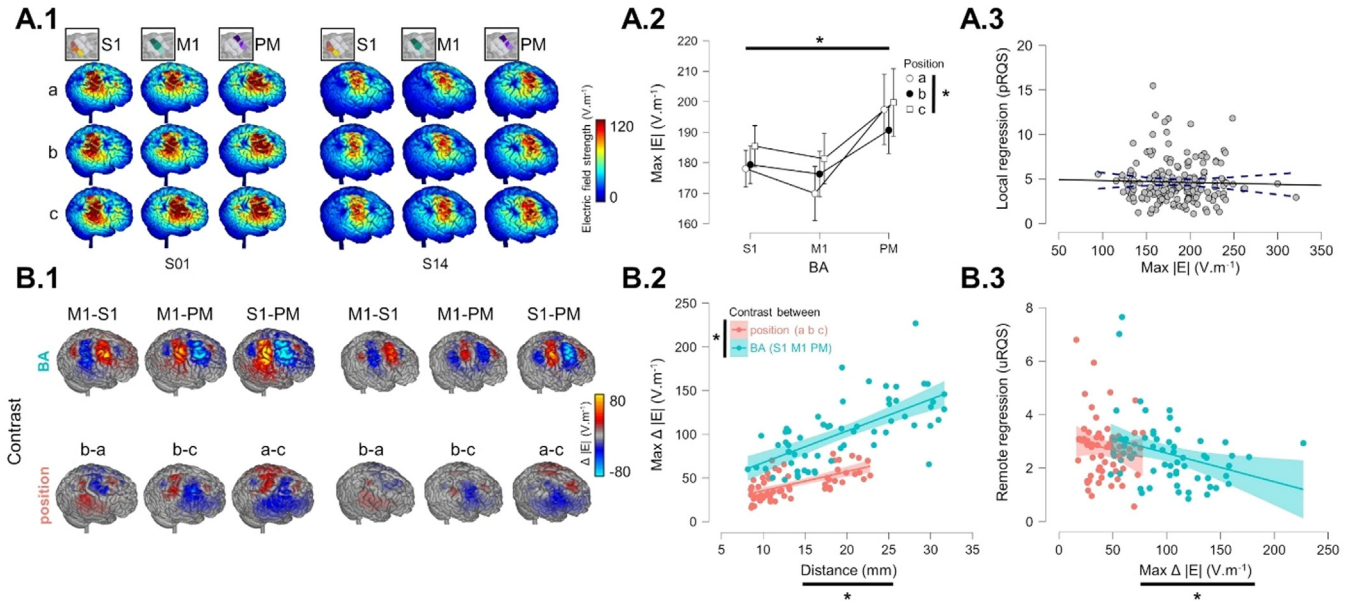 A.1
S1 M1 PM S1 M1 PM
a
b
c
S01 S14
Electric field strength (V.m-1)
120
0
A.2
220
210
200
190
180
170
160
Max |E| (V.m-1)
*
Position
a
b
c
*
S1 M1 PM
BA
A.3
20
15
10
5
0
Local regression (pRQS)
50 100 150 200 250 300 350
Max |E| (V.m-1)
B.1
M1-S1 M1-PM S1-PM M1-S1 M1-PM S1-PM
BA
Contrast
b-a b-c a-c b-a b-c a-c
position
Δ |E| (V.m-1)
80
-80
B.2
250
200
150
100
50
0
Max Δ |E| (V.m-1)
Contrast between
position (a b c)
BA (S1 M1 PM)
*
5 10 15 20 25 30 35
Distance (mm)
*
B.3
8
6
4
2
0
Remote regression (uRQS)
0 50 100 150 200 250
Max Δ |E| (V.m-1)
*